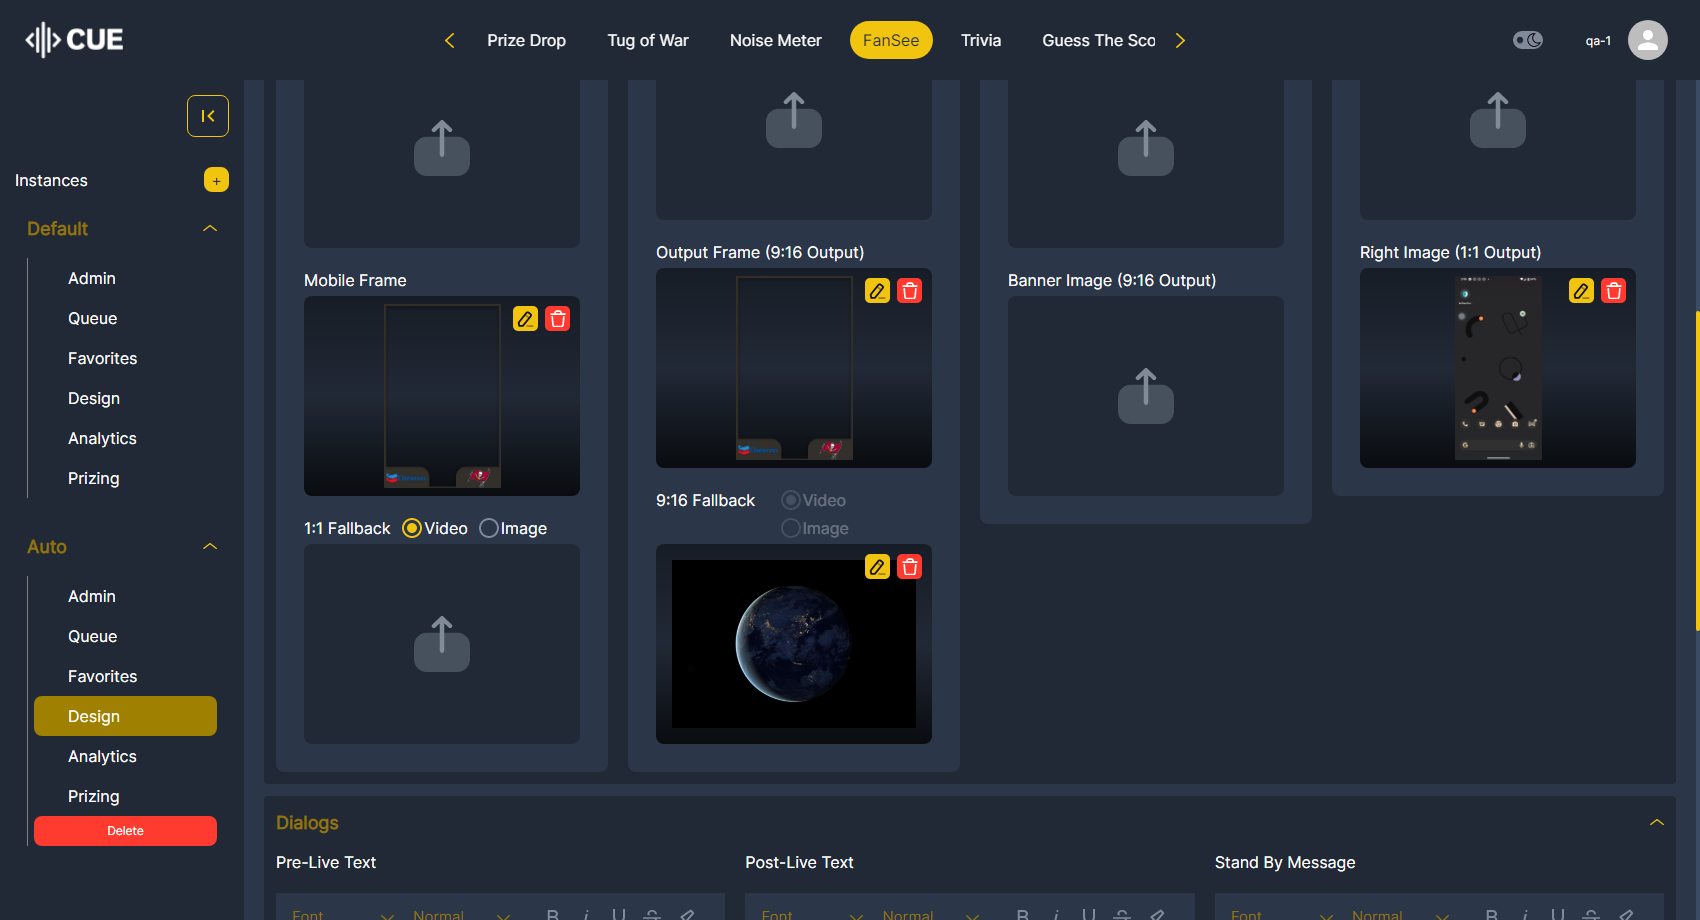 CUE
Prize Drop
Tug of War
Noise Meter
FanSee
Trivia
Guess The Sco
qa-1
Instances
+
Default
Admin
Queue
Favorites
Design
Analytics
Prizing
Auto
Admin
Queue
Favorites
Design
Analytics
Prizing
Delete
Mobile Frame
1:1 Fallback
Video
Image
Output Frame (9:16 Output)
9:16 Fallback
Video
Image
Banner Image (9:16 Output)
Right Image (1:1 Output)
Dialogs
Pre-Live Text
Post-Live Text
Stand By Message
Font
Normal
B
i
U
S
Font
Normal
B
i
U
S
Font
Normal
B
i
U
S